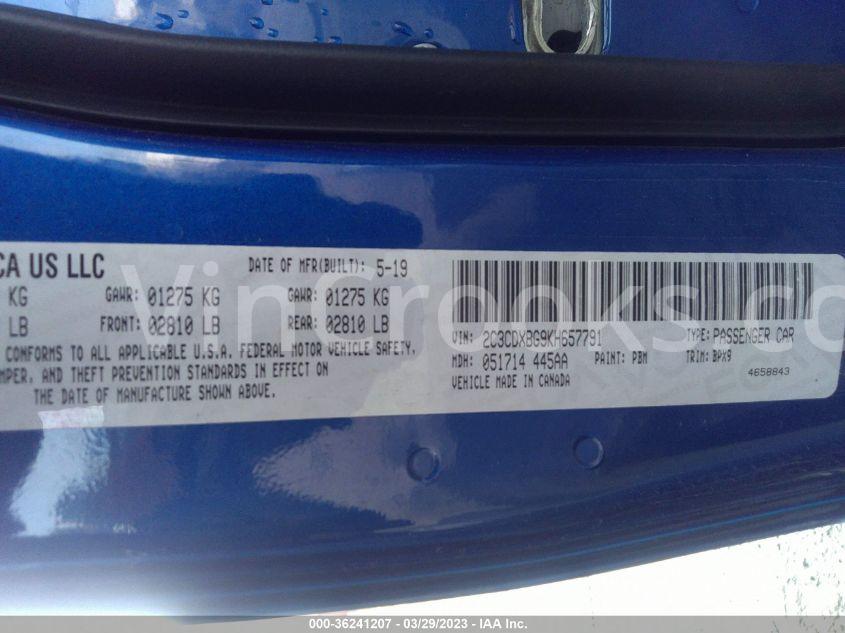 CA US LLC
DATE OF MFR(BUILT): 5-19
KG GAWR: 01275 KG GAWR: 01275 KG
LB FRONT: 02810 LB REAR: 02810 LB
CONFORMS TO ALL APPLICABLE U.S.A. FEDERAL MOTOR VEHICLE SAFETY,
MPER, AND THEFT PREVENTION STANDARDS IN EFFECT ON
THE DATE OF MANUFACTURE SHOWN ABOVE.
VIN: 2C3CDXBG9KH657791 TYPE: PASSENGER CAR
MDH: 051714 445AA PAINT: PBM TRIM: BPX9
VEHICLE MADE IN CANADA 4658843
VinCrooks.co
000-36241207 - 03/29/2023 - IAA Inc.